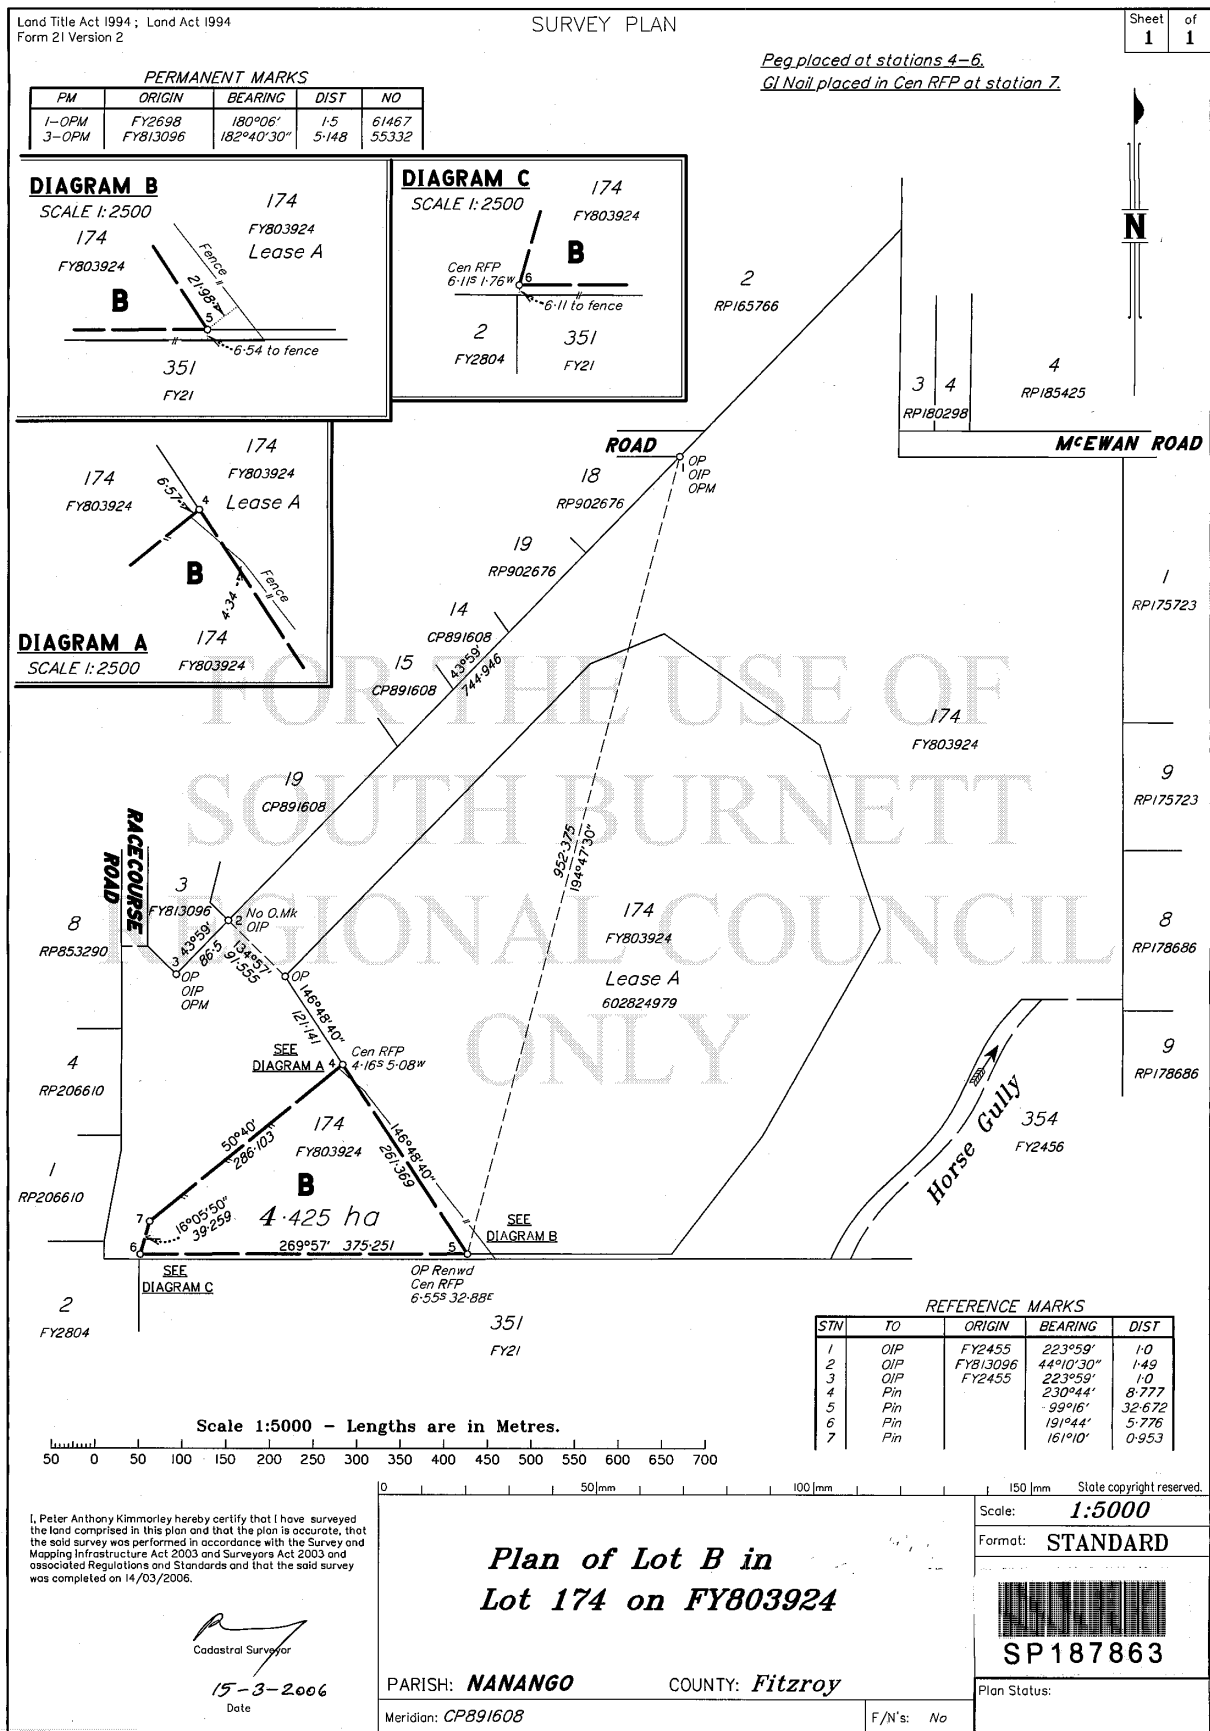 Land Title Act 1994 ; Land Act 1994
Form 21 Version 2
SURVEY PLAN
Sheet of
1 1
Peg placed at stations 4-6.
GI Nail placed in Cen RFP at station 7.
PERMANENT MARKS
PM ORIGIN BEARING DIST NO
1-OPM FY2698 180°06' 1·5 61467
3-OPM FY813096 182°40'30" 5·148 55332
DIAGRAM B
SCALE 1:2500
174
FY803924
Lease A
174
FY803924
Fence
21·98
B
5
6·54 to fence
351
FY21
DIAGRAM C
SCALE 1:2500
174
FY803924
B
Cen RFP
6·11S 1·76W
6
6·11 to fence
2
FY2804
351
FY21
174
FY803924
Lease A
174
FY803924
6·57
4
B
4·34
Fence
DIAGRAM A
SCALE 1:2500
174
FY803924
N
2
RP165766
3 4
RP180298
4
RP185425
McEWAN ROAD
ROAD
1
OP
OIP
OPM
18
RP902676
19
RP902676
14
CP891608
15
CP891608
43°59'
744·946
19
CP891608
1
RP175723
174
FY803924
9
RP175723
8
RP178686
9
RP178686
952·375
194°47'30"
RACECOURSE
ROAD
3
FY813096
8
RP853290
2
No O.Mk
OIP
43°59'
86·5
134°57'
91·555
3
OP
OIP
OPM
OP
146°48'40"
121·141
174
FY803924
Lease A
602824979
SEE
DIAGRAM A
4
Cen RFP
4·16S 5·08W
4
RP206610
1
RP206610
50°40'
286·103
174
FY803924
146°48'40"
261·369
B
4·425 ha
7
16°05'50"
39·259
269°57' 375·251
6
5
SEE
DIAGRAM B
SEE
DIAGRAM C
OP Renwd
Cen RFP
6·55S 32·88E
2
FY2804
351
FY21
Horse Gully
354
FY2456
FOR THE USE OF
SOUTH BURNETT
REGIONAL COUNCIL
ONLY
REFERENCE MARKS
STN TO ORIGIN BEARING DIST
1 OIP FY2455 223°59' 1·0
2 OIP FY813096 44°10'30" 1·49
3 OIP FY2455 223°59' 1·0
4 Pin 230°44' 8·777
5 Pin 99°16' 32·672
6 Pin 191°44' 5·776
7 Pin 161°10' 0·953
Scale 1:5000 - Lengths are in Metres.
50 0 50 100 150 200 250 300 350 400 450 500 550 600 650 700
0 50 mm 100 mm 150 mm State copyright reserved.
I, Peter Anthony Kimmorley hereby certify that I have surveyed
the land comprised in this plan and that the plan is accurate, that
the said survey was performed in accordance with the Survey and
Mapping Infrastructure Act 2003 and Surveyors Act 2003 and
associated Regulations and Standards and that the said survey
was completed on 14/03/2006.
Cadastral Surveyor
15-3-2006
Date
Plan of Lot B in
Lot 174 on FY803924
PARISH: NANANGO COUNTY: Fitzroy
Meridian: CP891608 F/N's: No
Scale: 1:5000
Format: STANDARD
SP187863
Plan Status: